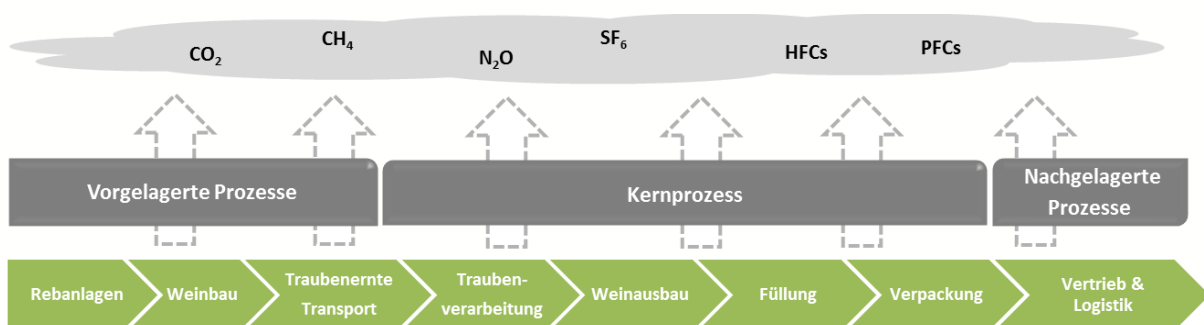 CO₂
CH₄
N₂O
SF₆
HFCs
PFCs
Vorgelagerte Prozesse
Kernprozess
Nachgelagerte
Prozesse
Rebanlagen
Weinbau
Traubenernte
Transport
Trauben-
verarbeitung
Weinausbau
Füllung
Verpackung
Vertrieb &
Logistik